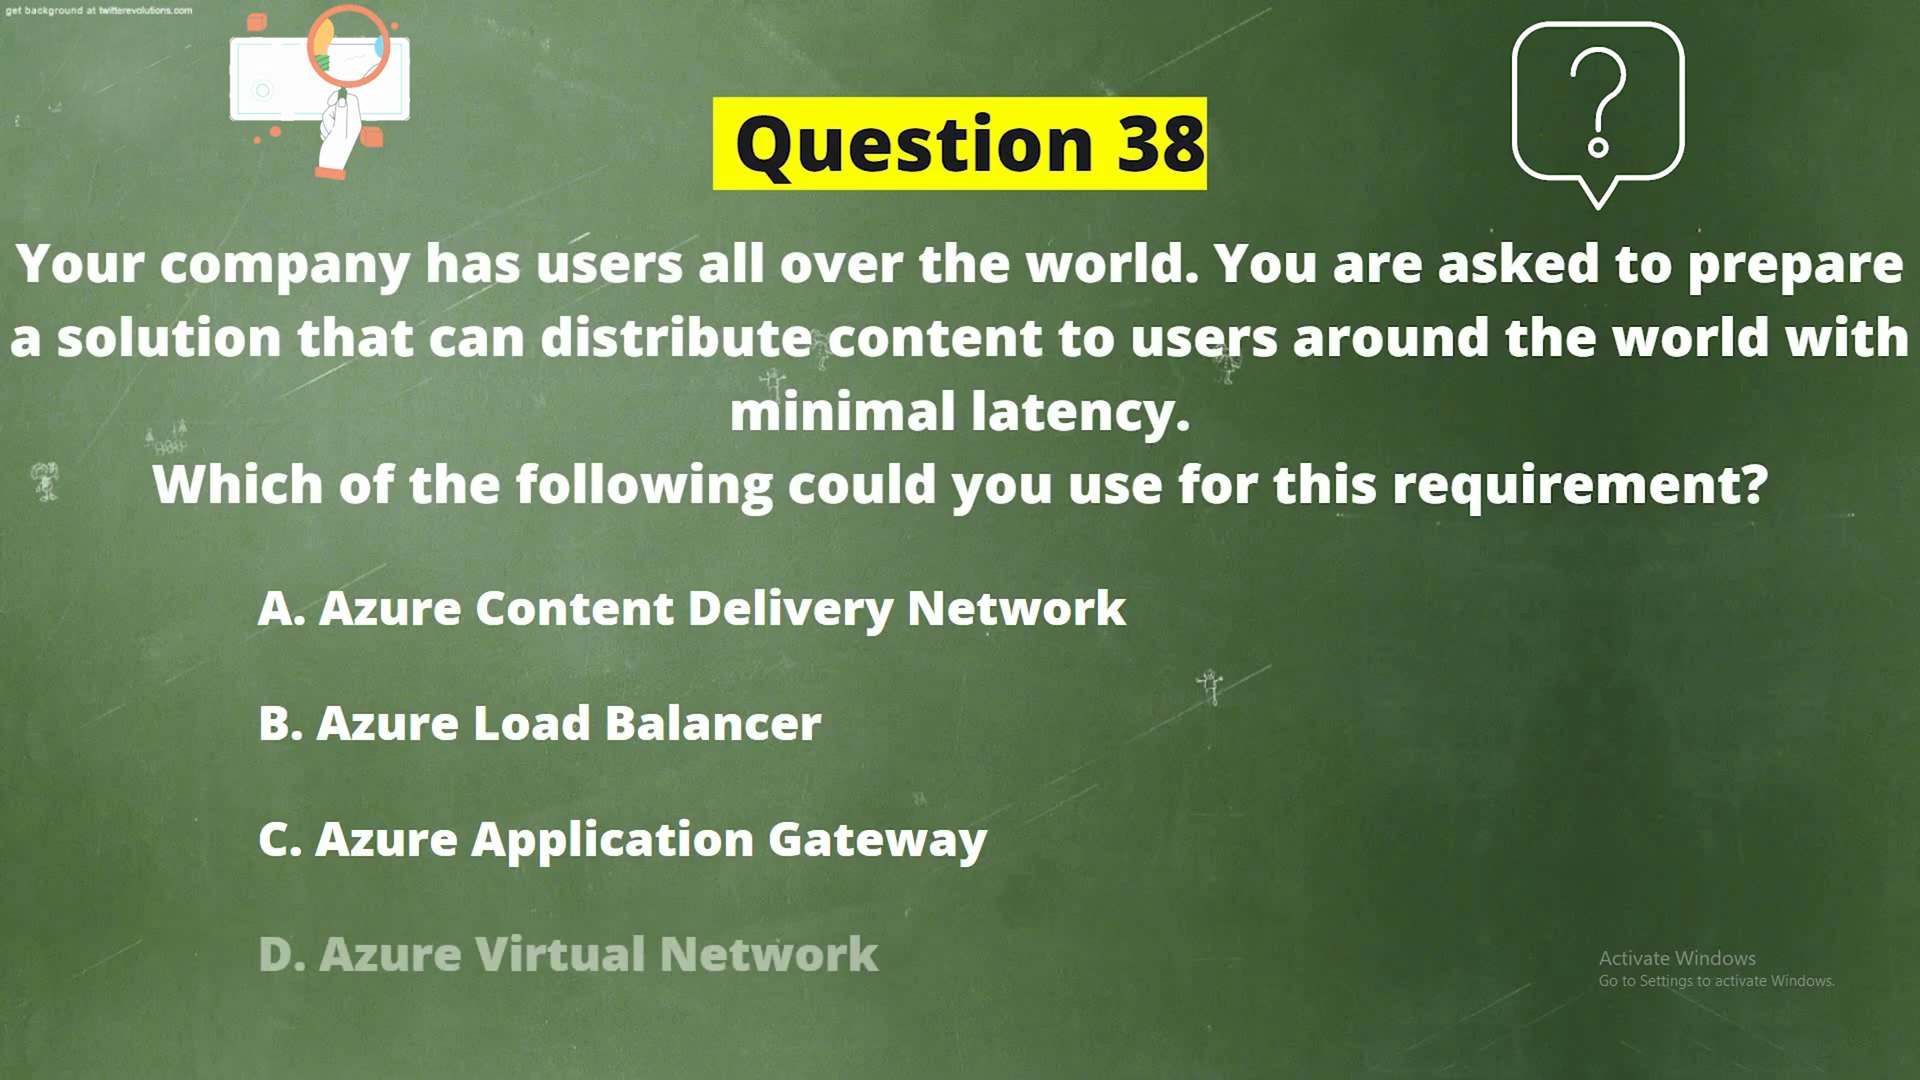 get background at twitterevolutions.com
Question 38
Your company has users all over the world. You are asked to prepare
a solution that can distribute content to users around the world with
minimal latency.
Which of the following could you use for this requirement?
A. Azure Content Delivery Network
B. Azure Load Balancer
C. Azure Application Gateway
D. Azure Virtual Network
Activate Windows
Go to Settings to activate Windows.